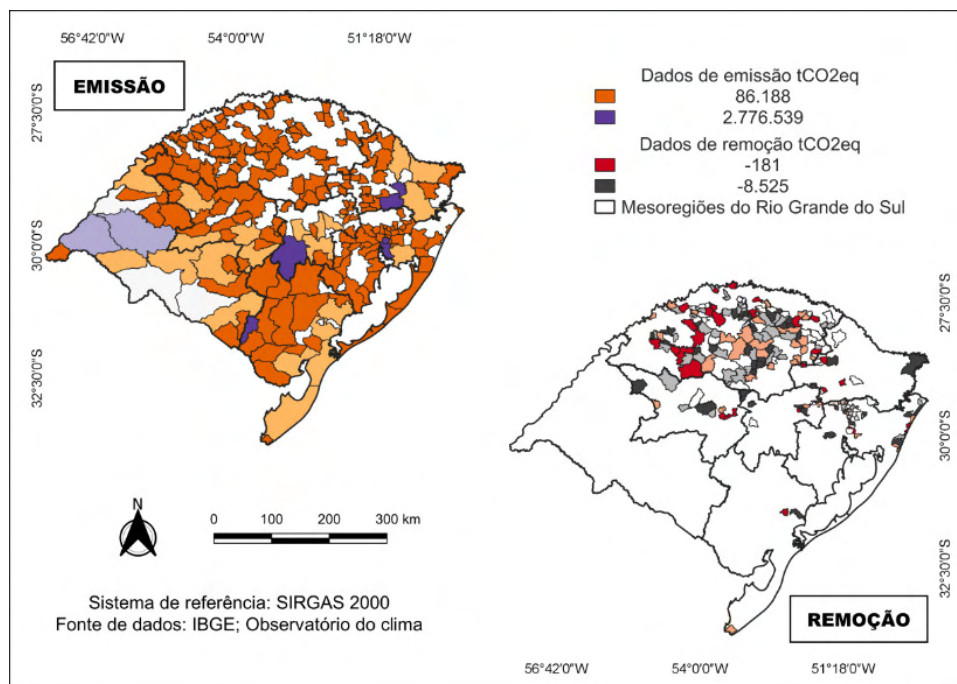 56°42'0"W 54°0'0"W 51°18'0"W
EMISSÃO
27°30'0"S
30°0'0"S
32°30'0"S
Dados de emissão tCO2eq
86.188
2.776.539
Dados de remoção tCO2eq
-181
-8.525
Mesoregiões do Rio Grande do Sul
N
0 100 200 300 km
Sistema de referência: SIRGAS 2000
Fonte de dados: IBGE; Observatório do clima
27°30'0"S
30°0'0"S
32°30'0"S
REMOÇÃO
56°42'0"W 54°0'0"W 51°18'0"W